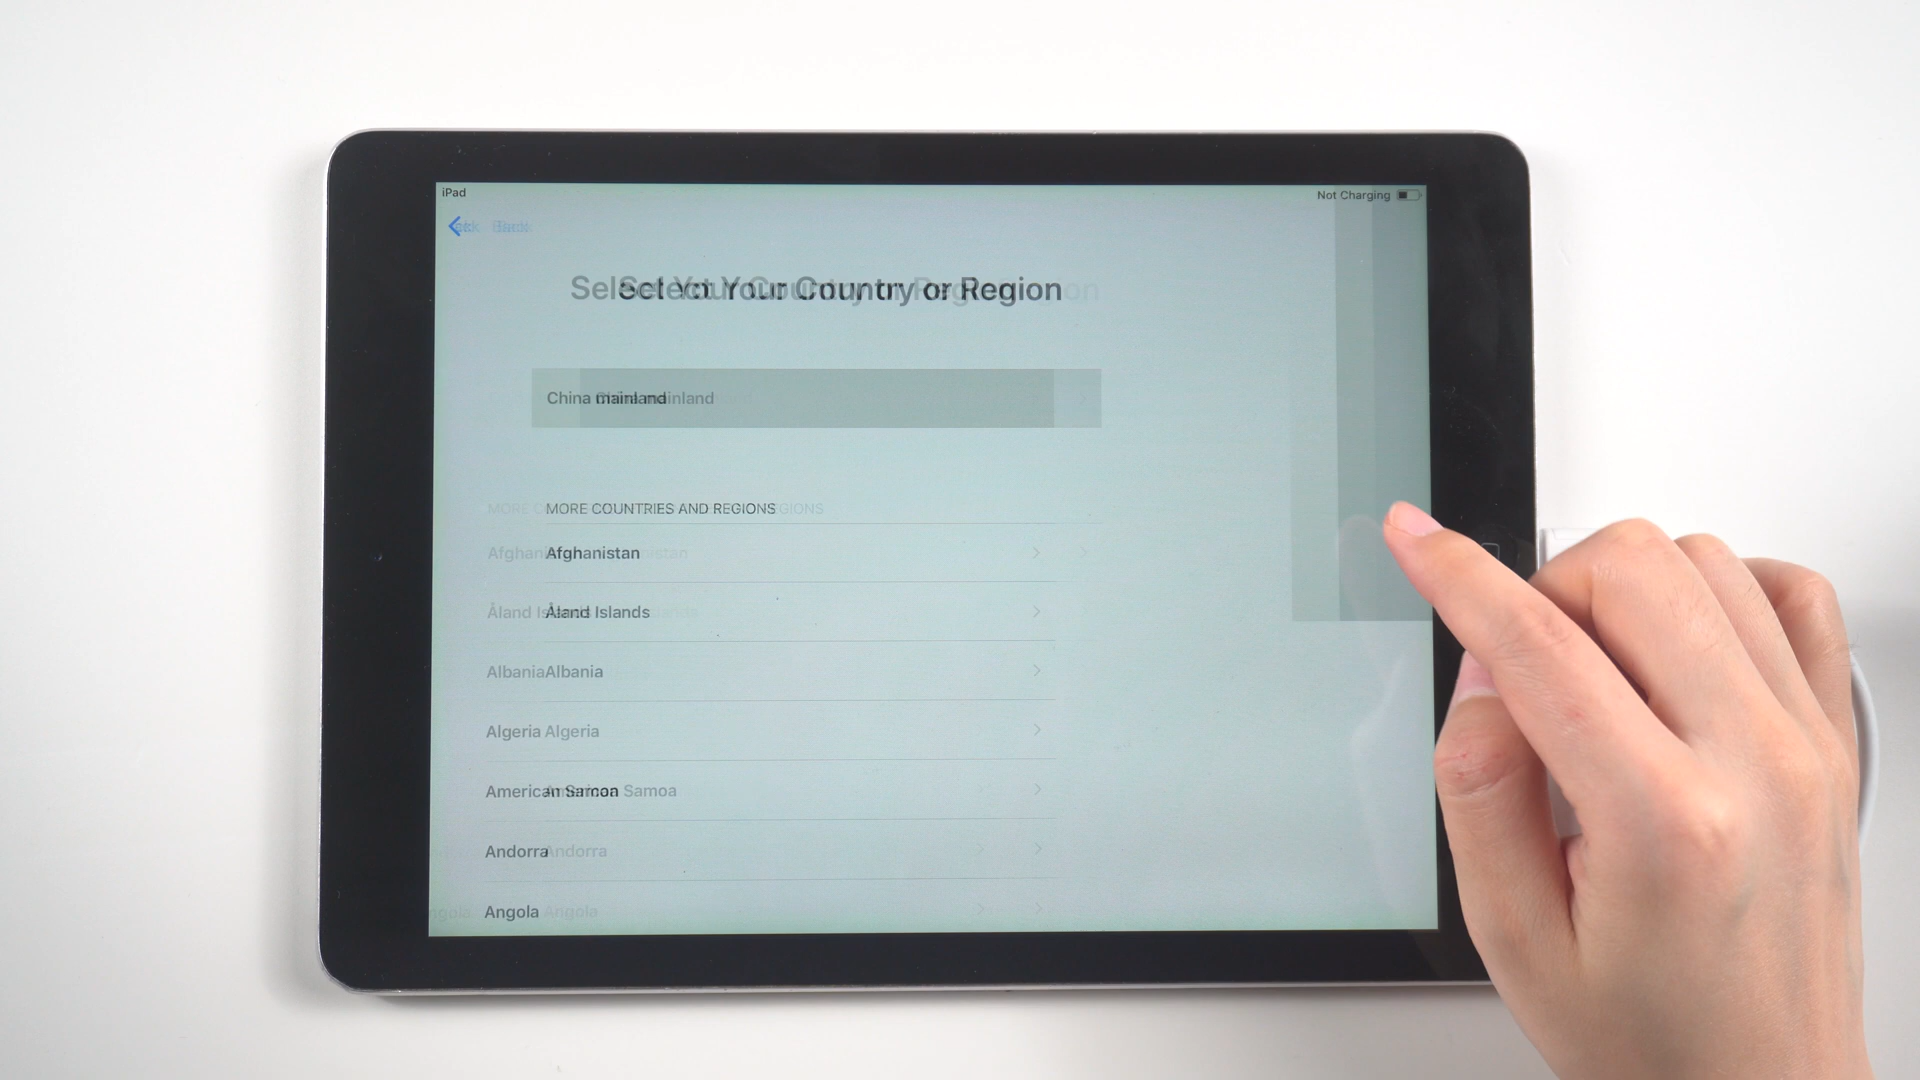 iPad
Not Charging
Back
Select Your Country or Region
China mainland
MORE COUNTRIES AND REGIONS
Afghanistan
Åland Islands
Albania
Algeria
American Samoa
Andorra
Angola